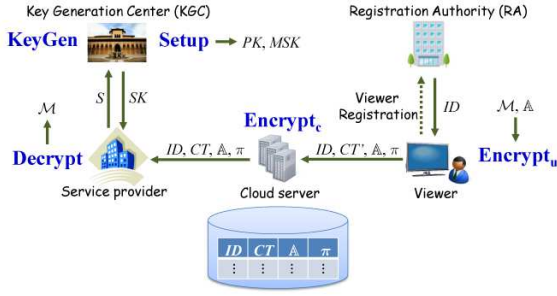 Key Generation Center (KGC)
Registration Authority (RA)
KeyGen
Setup
PK, MSK
S
SK
Viewer
Registration
ID
ℳ
ℳ, 𝔸
Decrypt
ID, CT, 𝔸, π
Encrypt_c
ID, CT', 𝔸, π
Encrypt_u
Service provider
Cloud server
Viewer
ID CT 𝔸 π
⋮ ⋮ ⋮ ⋮